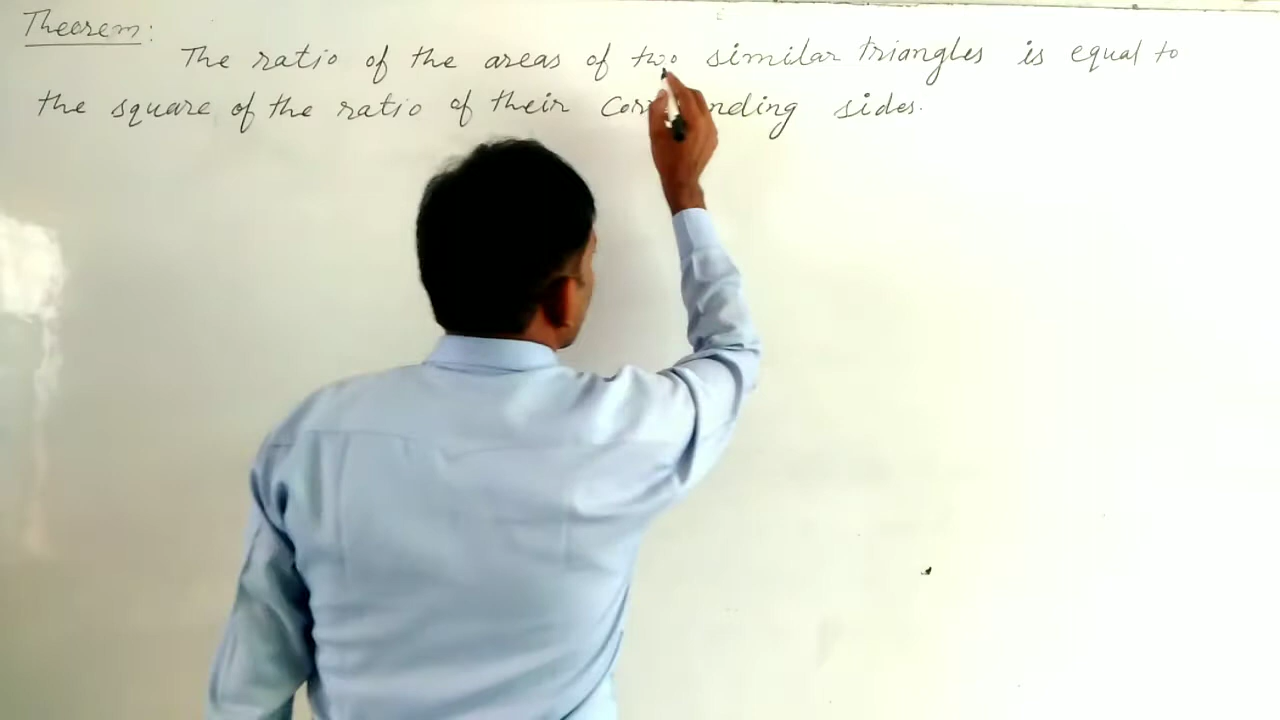 Theorem:
The ratio of the areas of two similar triangles is equal to
the square of the ratio of their sides.